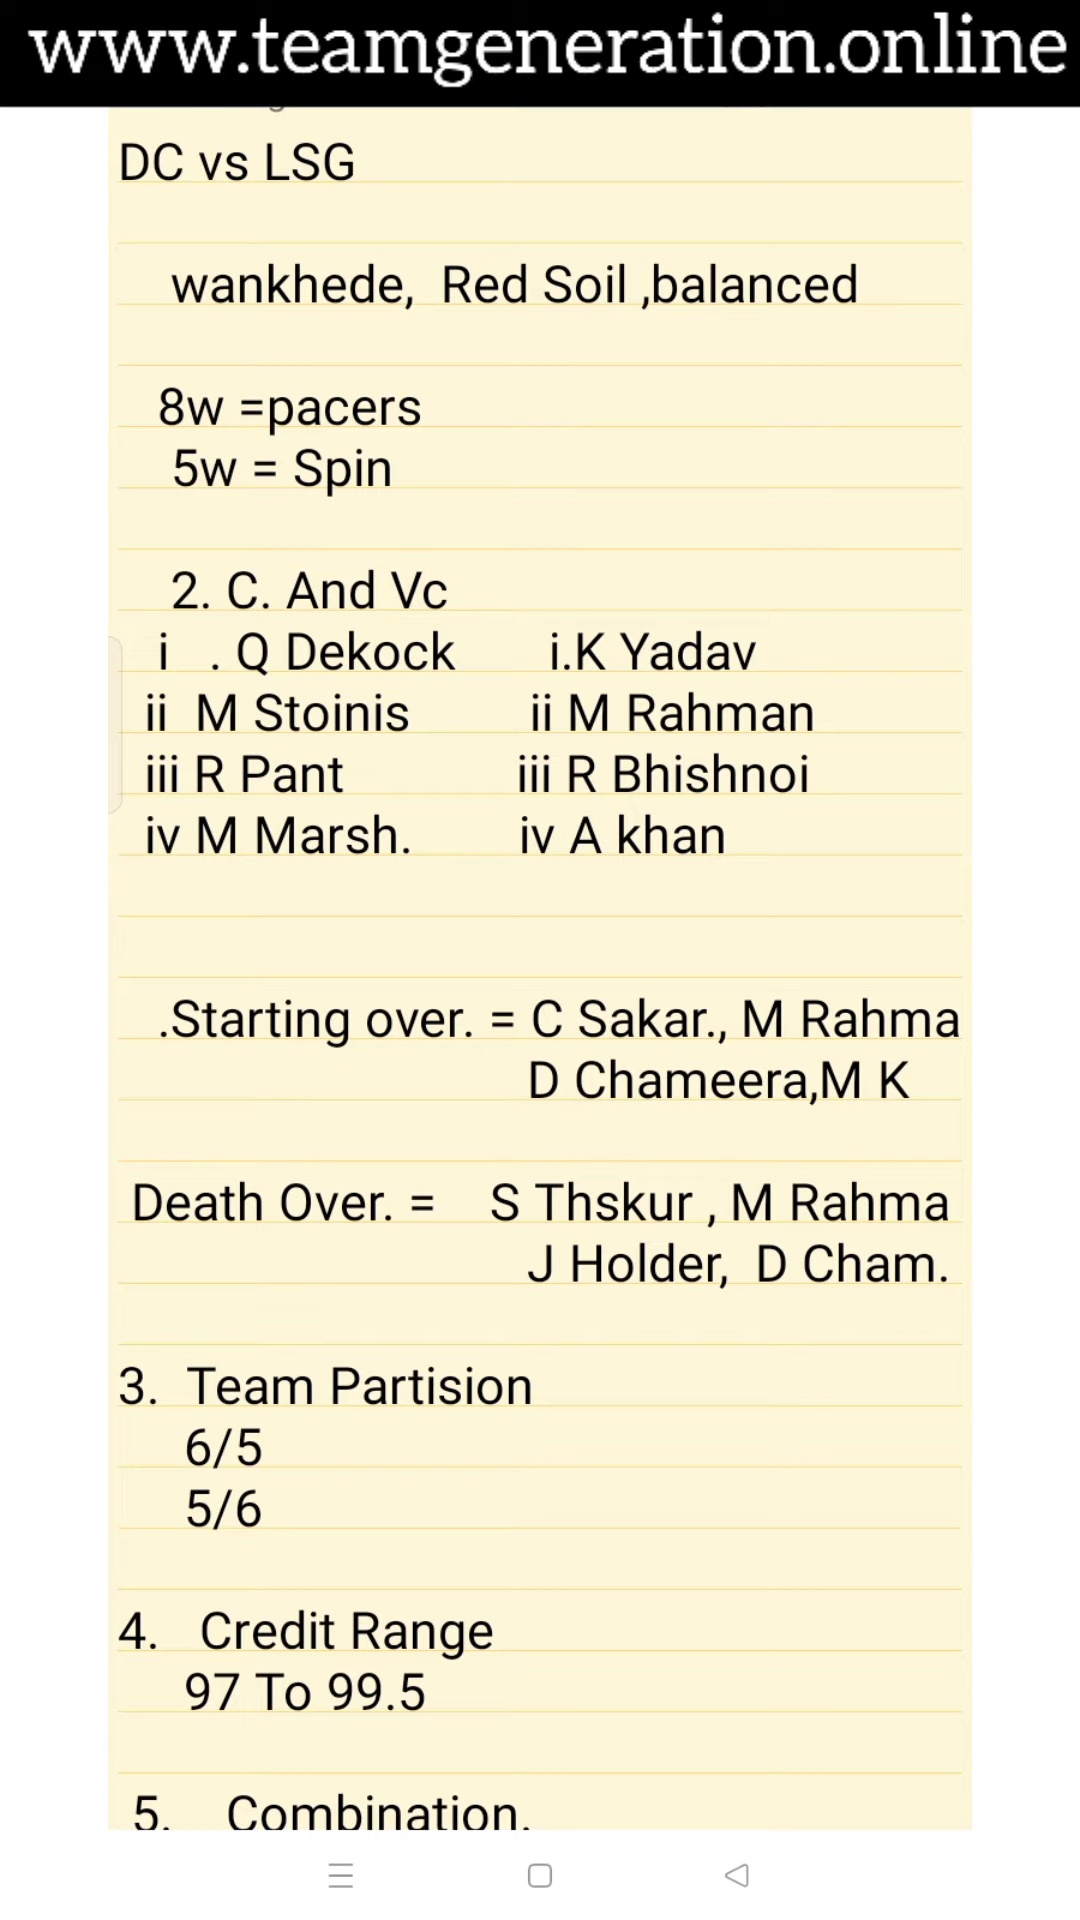 www.teamgeneration.online
DC vs LSG
wankhede, Red Soil ,balanced
8w =pacers
5w = Spin
2. C. And Vc
i . Q Dekock i.K Yadav
ii M Stoinis ii M Rahman
iii R Pant iii R Bhishnoi
iv M Marsh. iv A khan
.Starting over. = C Sakar., M Rahma
D Chameera,M K
Death Over. = S Thskur , M Rahma
J Holder, D Cham.
3. Team Partision
6/5
5/6
4. Credit Range
97 To 99.5
5. Combination.